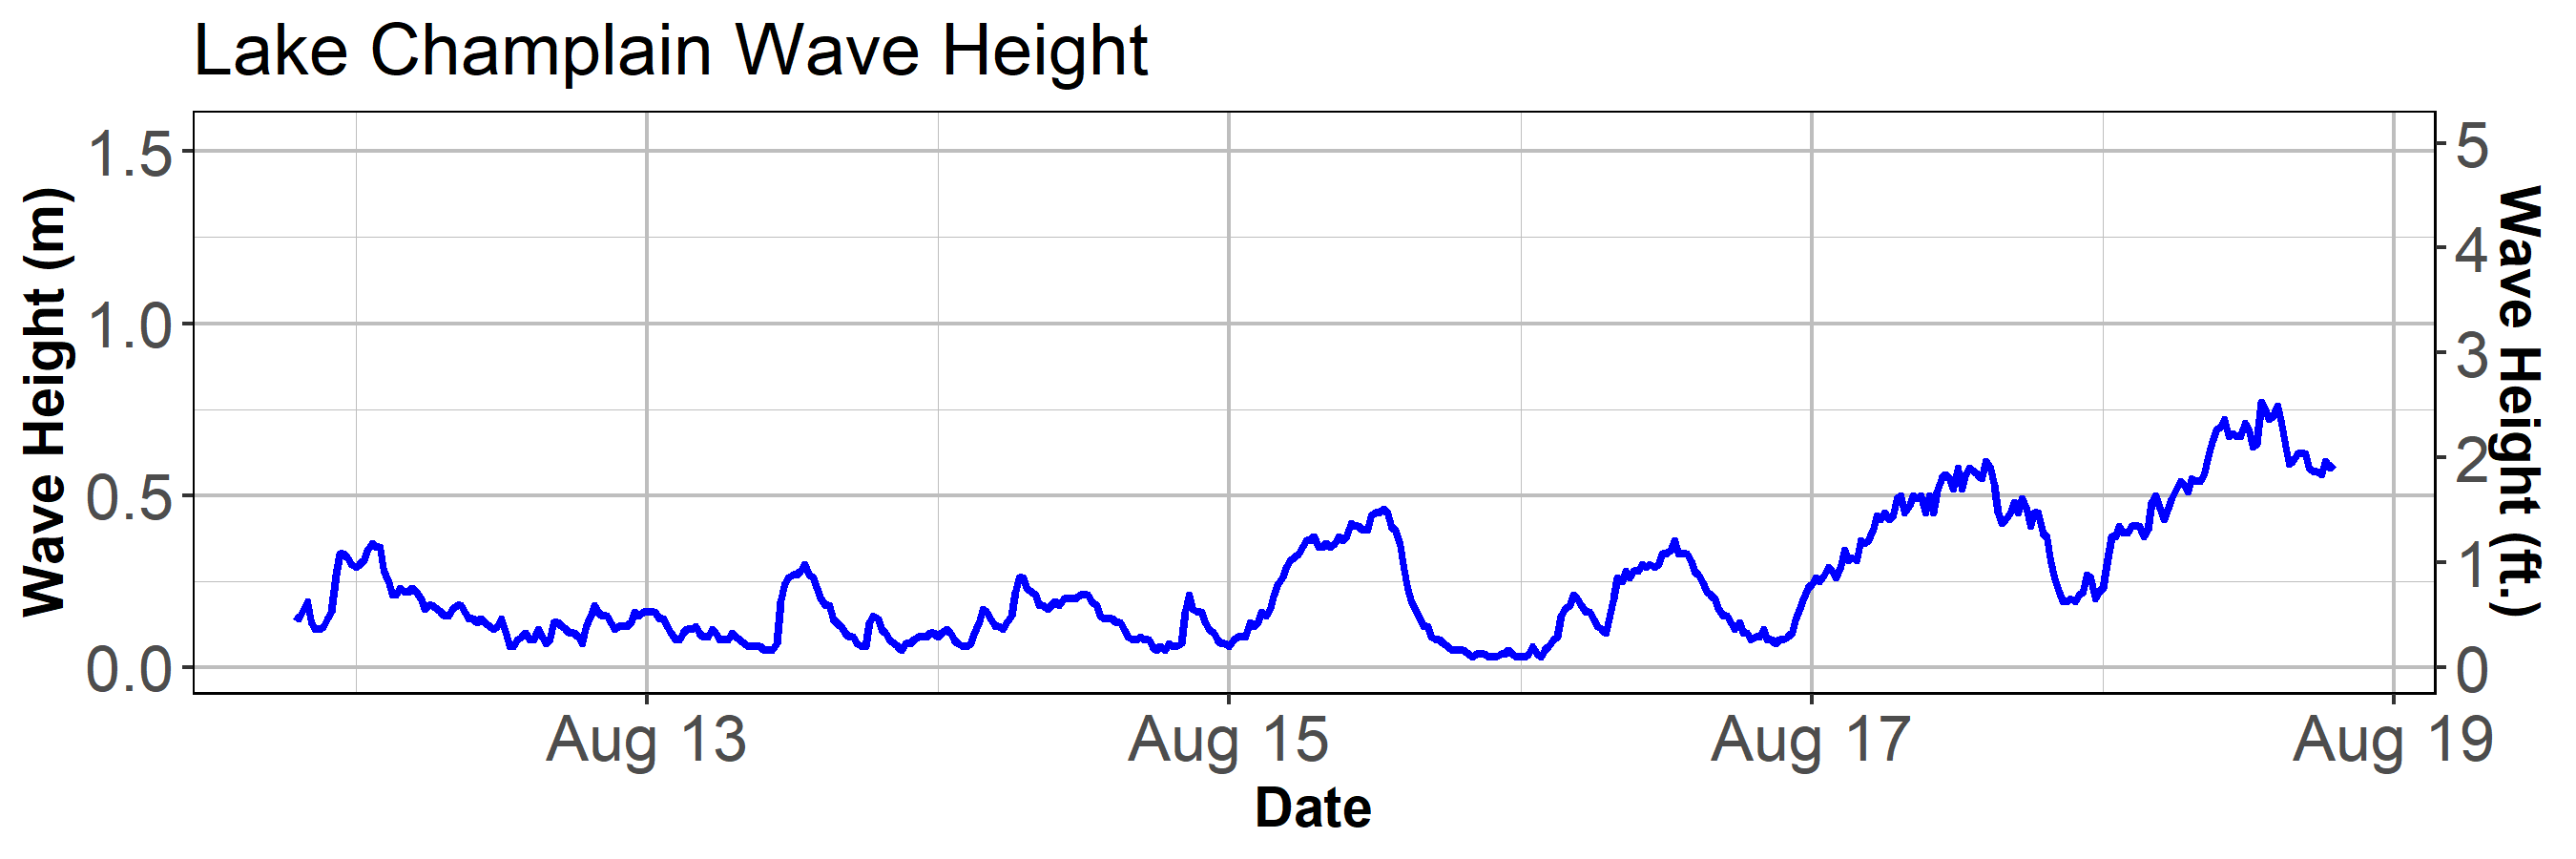 Lake Champlain Wave Height
Wave Height (m)
1.5
1.0
0.5
0.0
5
4
3
2
1
0
Wave Height (ft.)
Aug 13 Aug 15 Aug 17 Aug 19
Date